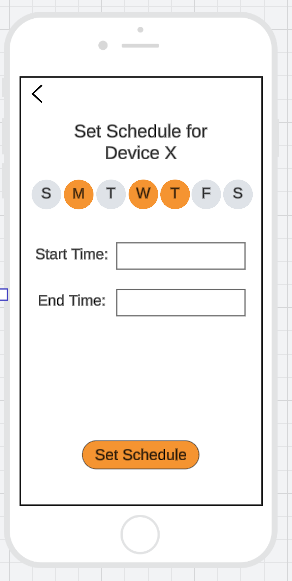 Set Schedule for
Device X
S M T W T F S
Start Time:
End Time:
Set Schedule